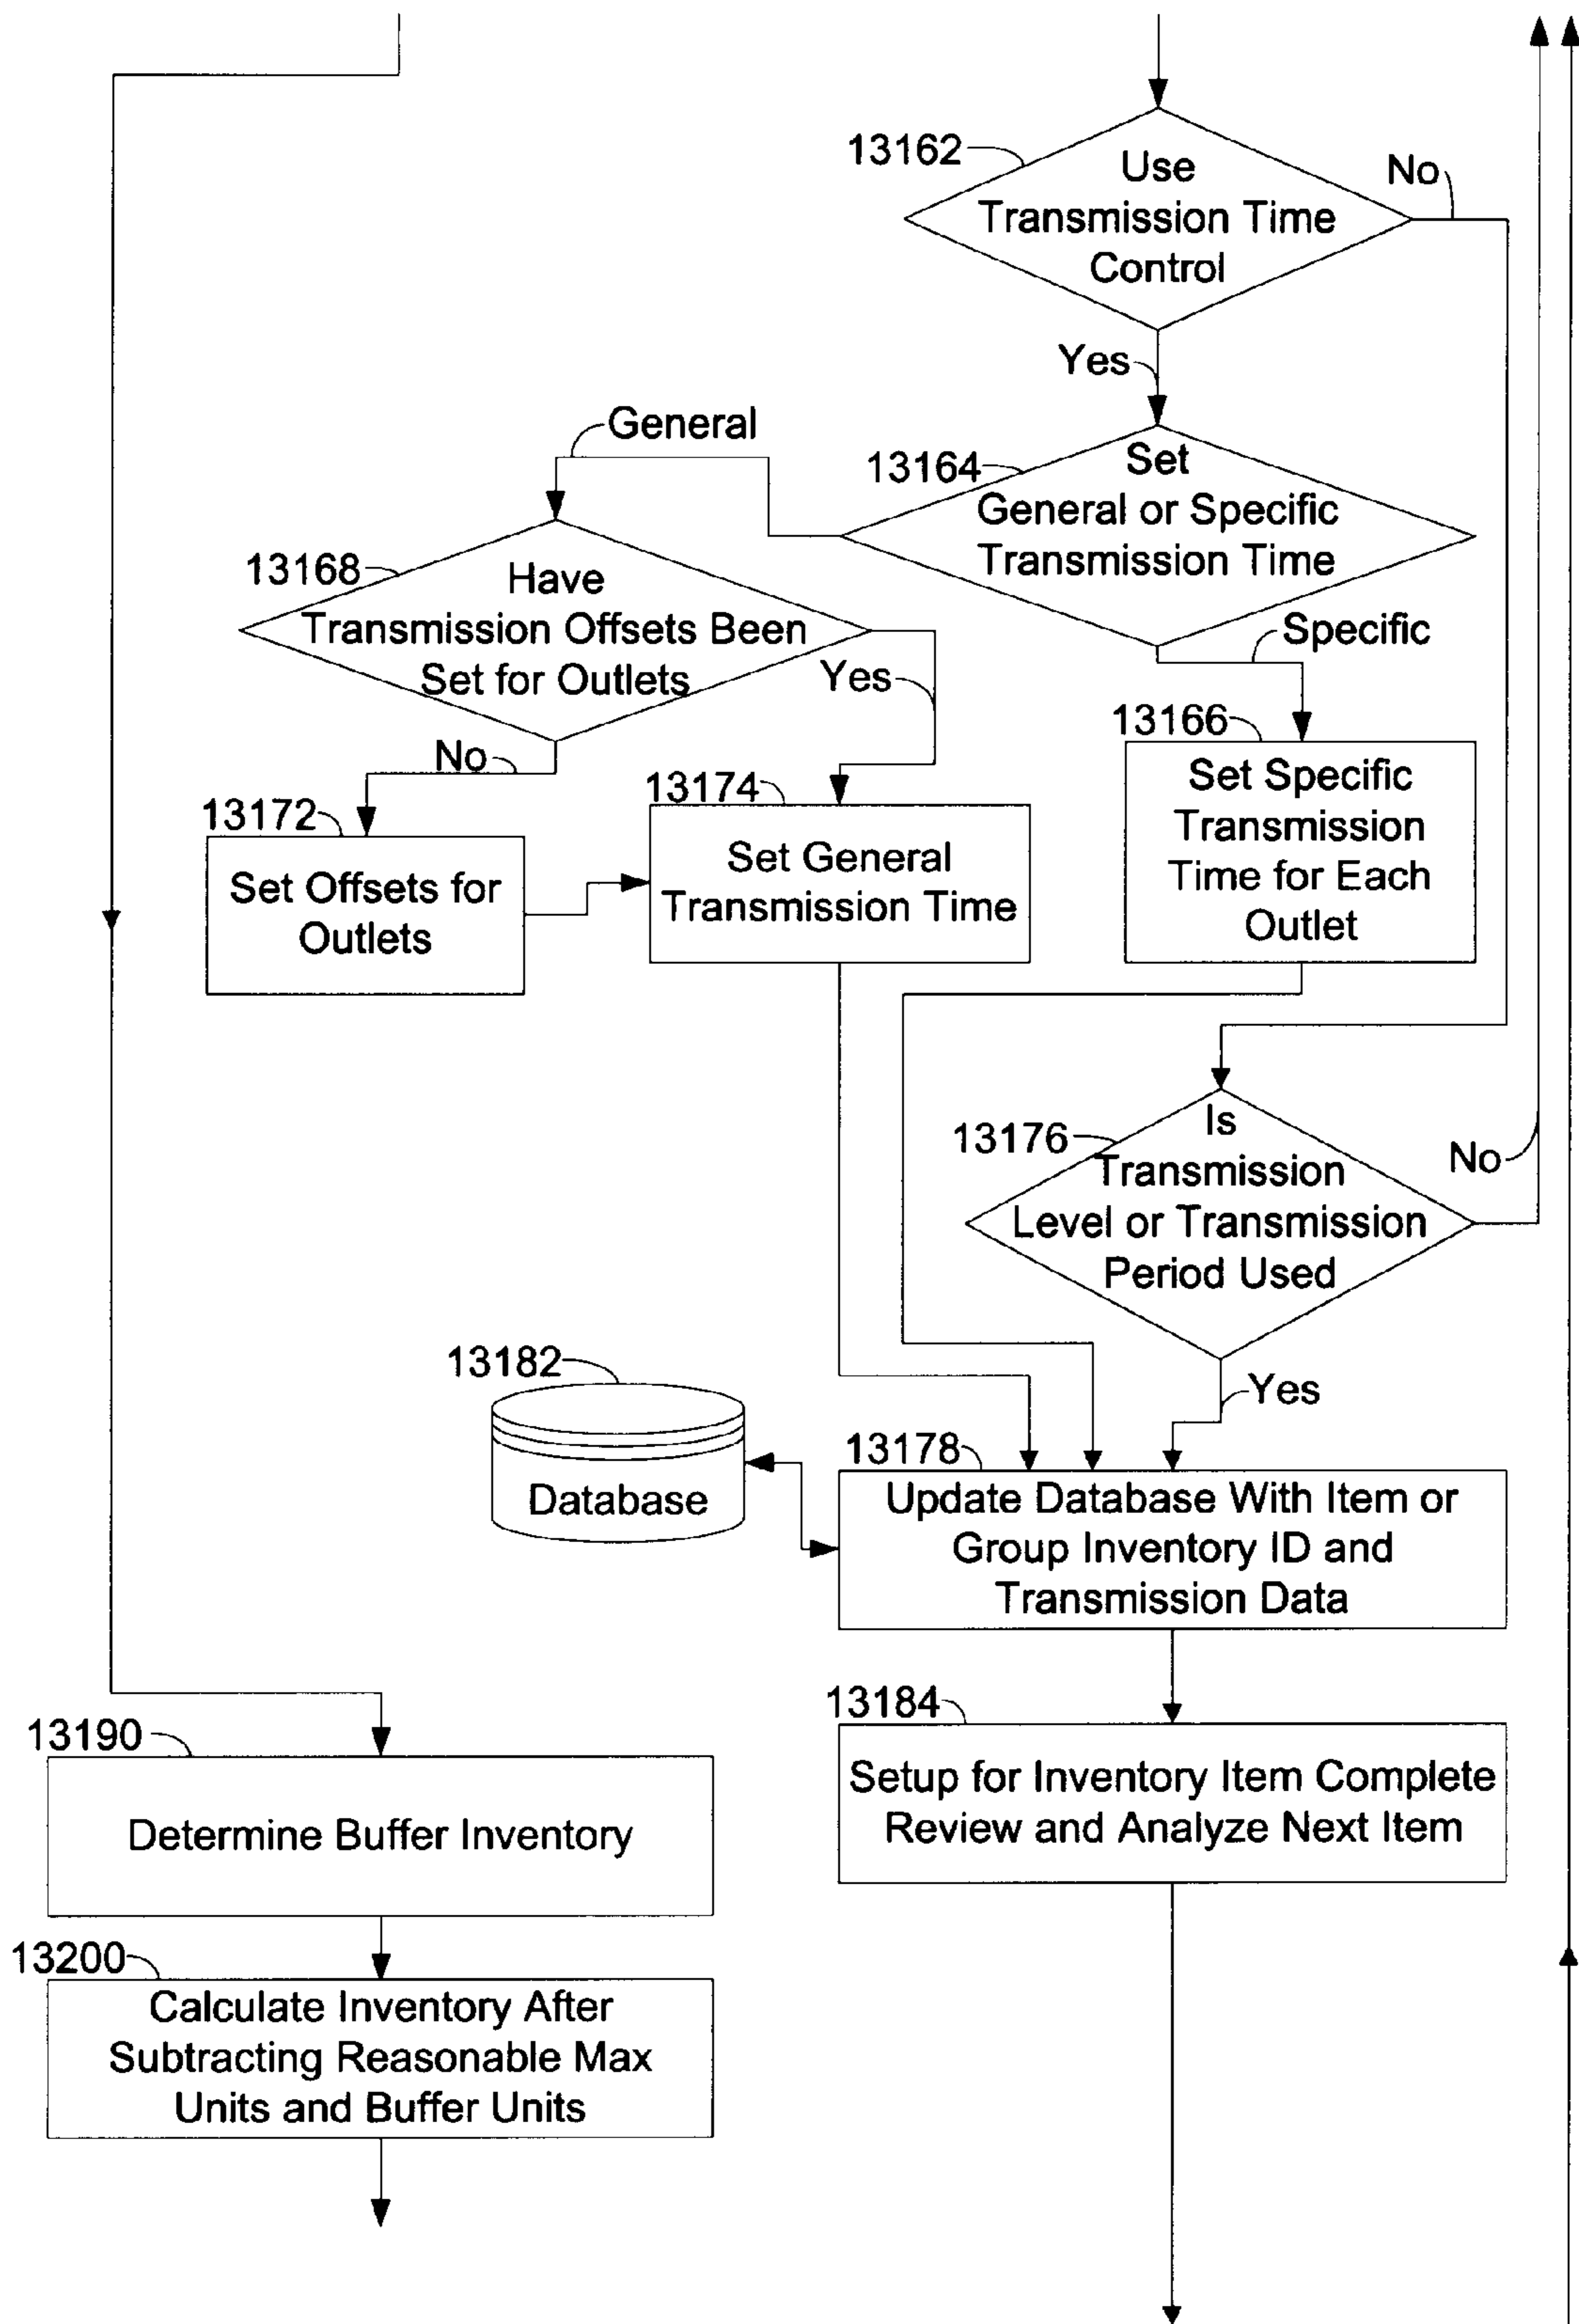 13162
Use
Transmission Time
Control
No
Yes
General
13164
Set
General or Specific
Transmission Time
13168
Have
Transmission Offsets Been
Set for Outlets
Yes
Specific
No
13166
Set Specific
Transmission
Time for Each
Outlet
13172
Set Offsets for
Outlets
13174
Set General
Transmission Time
13176
Is
Transmission
Level or Transmission
Period Used
No
Yes
13182
Database
13178
Update Database With Item or
Group Inventory ID and
Transmission Data
13184
Setup for Inventory Item Complete
Review and Analyze Next Item
13190
Determine Buffer Inventory
13200
Calculate Inventory After
Subtracting Reasonable Max
Units and Buffer Units